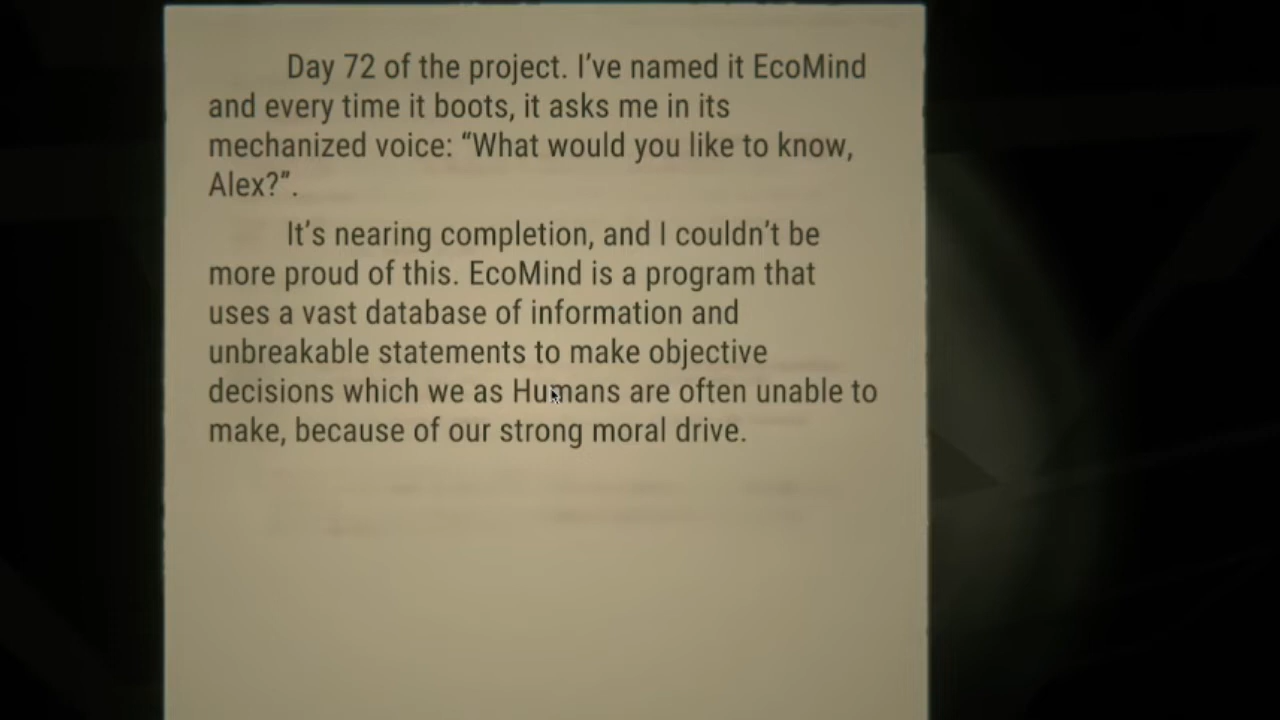 Day 72 of the project. I’ve named it EcoMind
and every time it boots, it asks me in its
mechanized voice: “What would you like to know,
Alex?”.
It’s nearing completion, and I couldn’t be
more proud of this. EcoMind is a program that
uses a vast database of information and
unbreakable statements to make objective
decisions which we as Humans are often unable to
make, because of our strong moral drive.